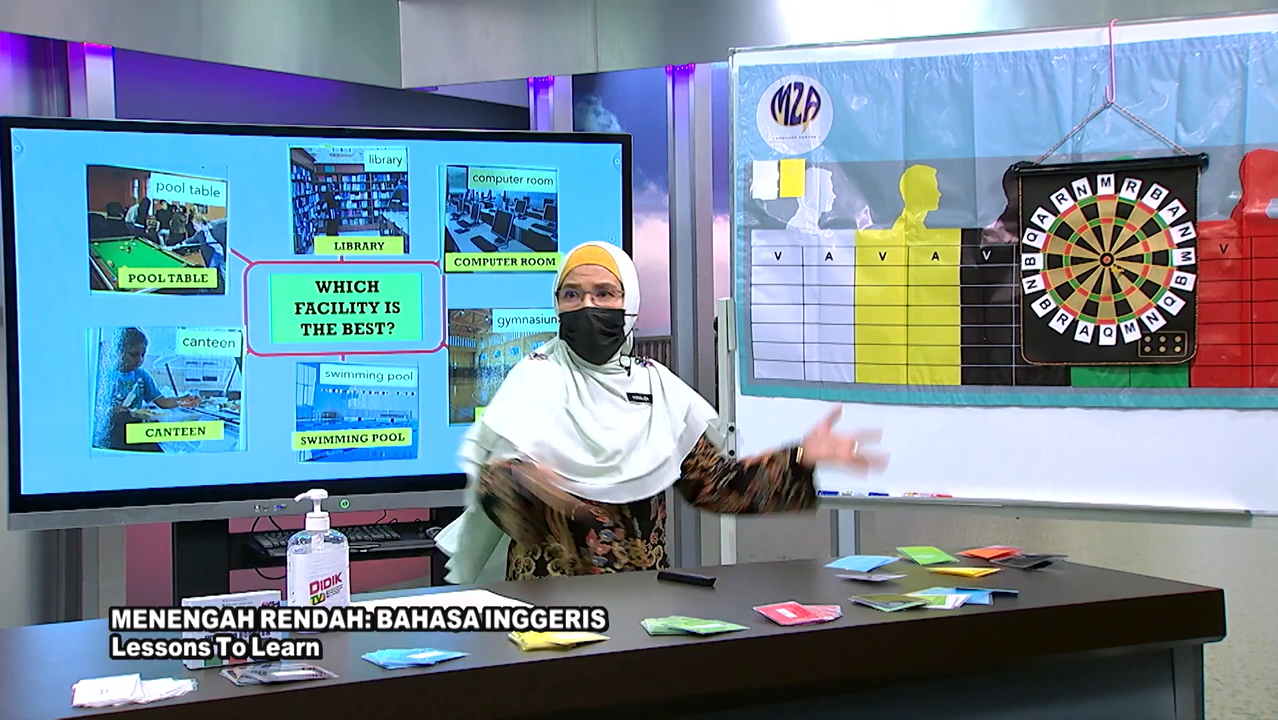 library
pool table
computer room
LIBRARY
POOL TABLE
COMPUTER ROOM
WHICH
FACILITY IS
THE BEST?
canteen
swimming pool
CANTEEN
SWIMMING POOL
MZA
V A V A V V
M R B A N M B Q N M Q A R B N B N B Q A R N
DIDIK
TV
MENENGAH RENDAH: BAHASA INGGERIS
Lessons To Learn